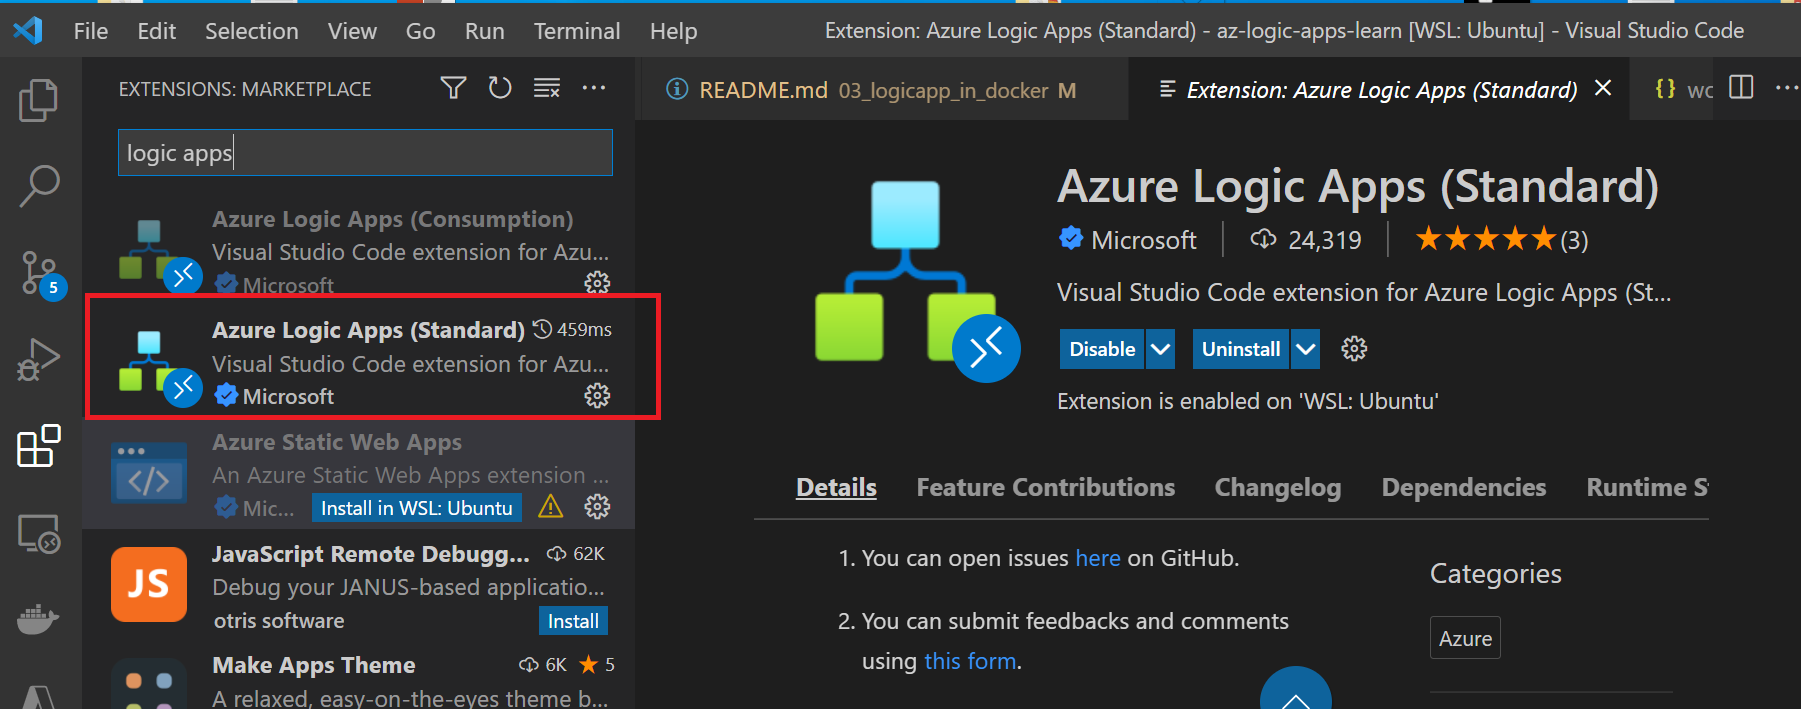 File Edit Selection View Go Run Terminal Help Extension: Azure Logic Apps (Standard) - az-logic-apps-learn [WSL: Ubuntu] - Visual Studio Code
EXTENSIONS: MARKETPLACE
README.md 03_logicapp_in_docker M
Extension: Azure Logic Apps (Standard)
{ } wc
logic apps
Azure Logic Apps (Consumption)
Visual Studio Code extension for Azu...
Microsoft
5
Azure Logic Apps (Standard) 459ms
Visual Studio Code extension for Azu...
Microsoft
Azure Static Web Apps
An Azure Static Web Apps extension ...
Mic... Install in WSL: Ubuntu
JS
JavaScript Remote Debugg... 62K
Debug your JANUS-based applicatio...
otris software Install
Make Apps Theme 6K ★ 5
A relaxed, easy-on-the-eyes theme b...
Azure Logic Apps (Standard)
Microsoft 24,319 ★★★★★(3)
Visual Studio Code extension for Azure Logic Apps (St...
Disable Uninstall
Extension is enabled on 'WSL: Ubuntu'
Details Feature Contributions Changelog Dependencies Runtime S
1. You can open issues here on GitHub.
2. You can submit feedbacks and comments
using this form.
Categories
Azure